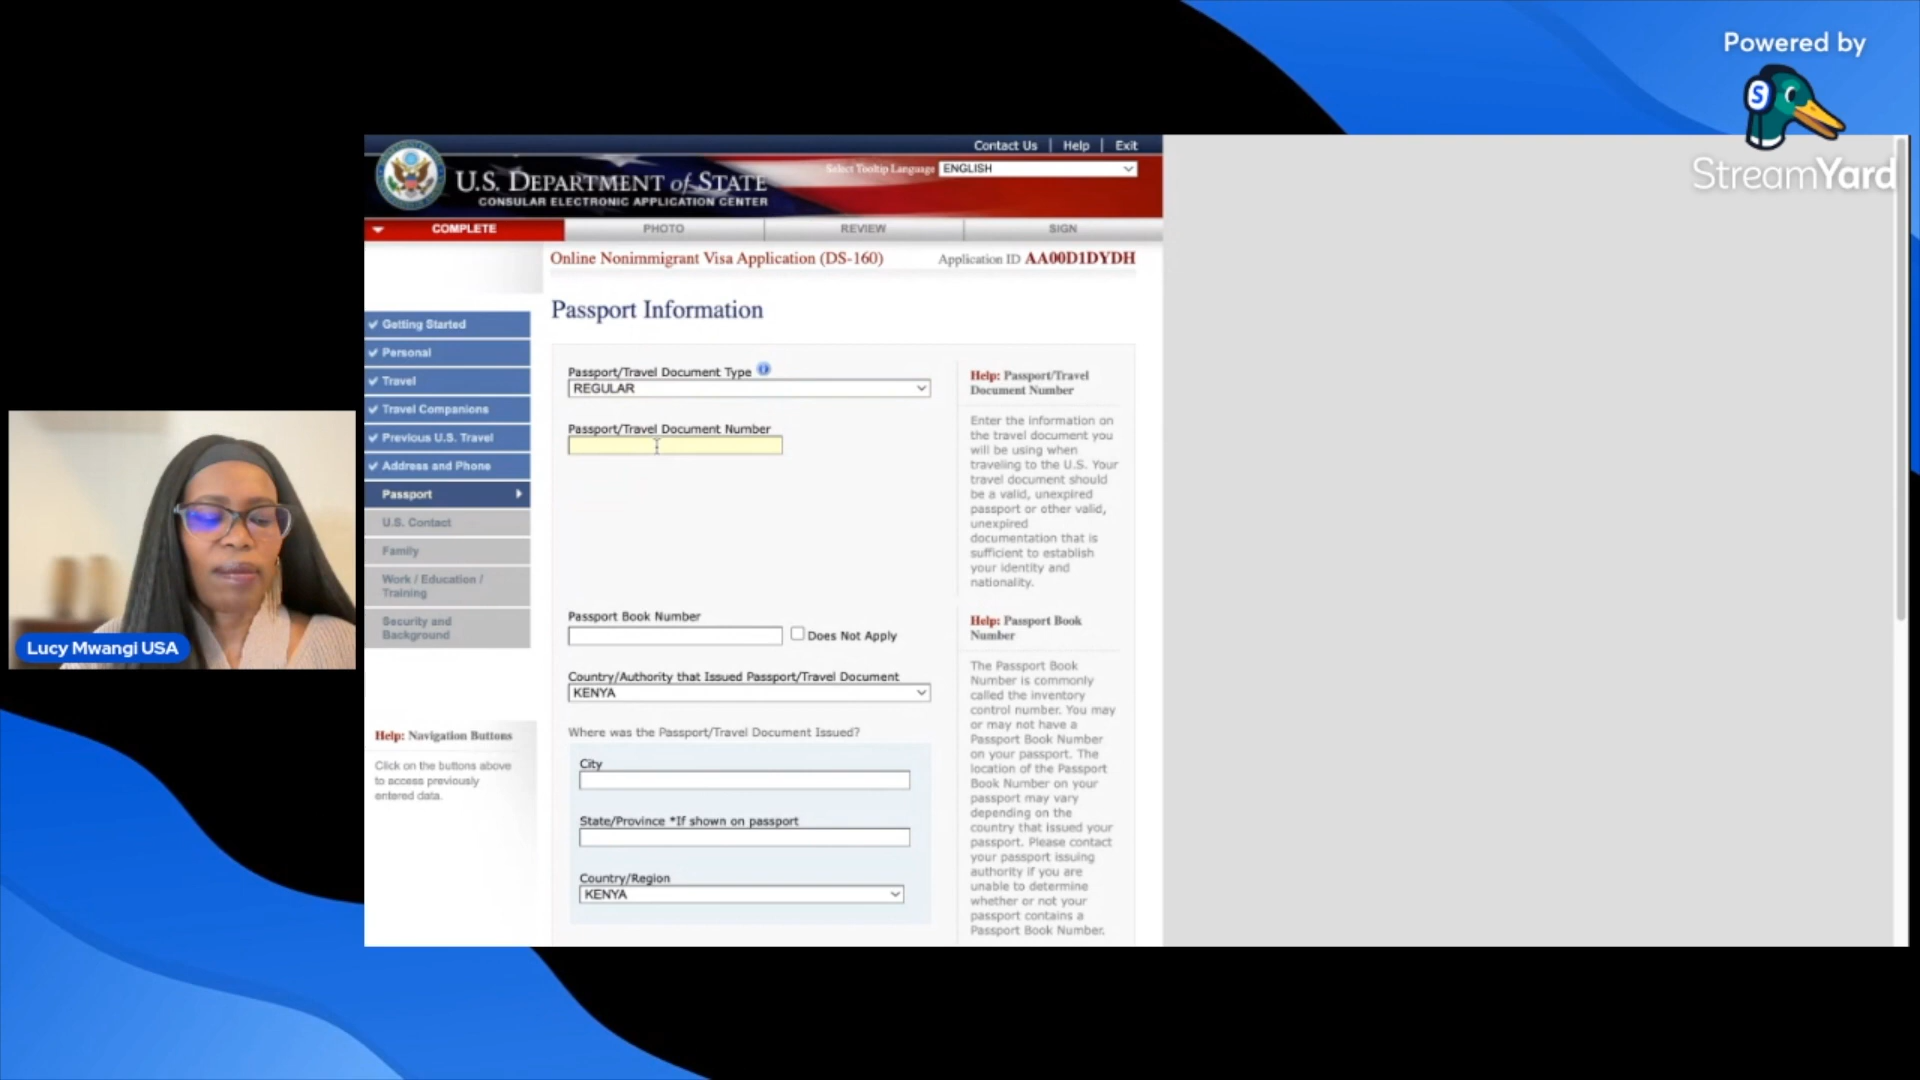 Powered by
StreamYard
Contact Us | Help | Exit
Select Tooltip Language ENGLISH
U.S. DEPARTMENT of STATE
CONSULAR ELECTRONIC APPLICATION CENTER
COMPLETE PHOTO REVIEW SIGN
Online Nonimmigrant Visa Application (DS-160) Application ID AA00D1DYDH
Passport Information
Getting Started
Personal
Travel
Travel Companions
Previous U.S. Travel
Address and Phone
Passport
U.S. Contact
Family
Work / Education /
Training
Security and
Background
Help: Navigation Buttons
Click on the buttons above
to access previously
entered data.
Passport/Travel Document Type
REGULAR
Passport/Travel Document Number
Passport Book Number
Does Not Apply
Country/Authority that Issued Passport/Travel Document
KENYA
Where was the Passport/Travel Document Issued?
City
State/Province *If shown on passport
Country/Region
KENYA
Help: Passport/Travel
Document Number
Enter the information on
the travel document you
will be using when
traveling to the U.S. Your
travel document should
be a valid, unexpired
passport or other valid,
unexpired
documentation that is
sufficient to establish
your identity and
nationality.
Help: Passport Book
Number
The Passport Book
Number is commonly
called the inventory
control number. You may
or may not have a
Passport Book Number
on your passport. The
location of the Passport
Book Number on your
passport may vary
depending on the
country that issued your
passport. Please contact
your passport issuing
authority if you are
unable to determine
whether or not your
passport contains a
Passport Book Number.
Lucy Mwangi USA